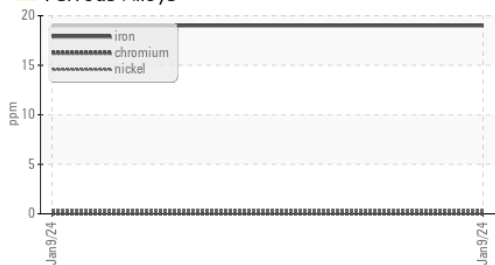 Ferrous Alloys
20
iron
chromium
nickel
15
ppm
10
5
0
Jan9/24
Jan9/24